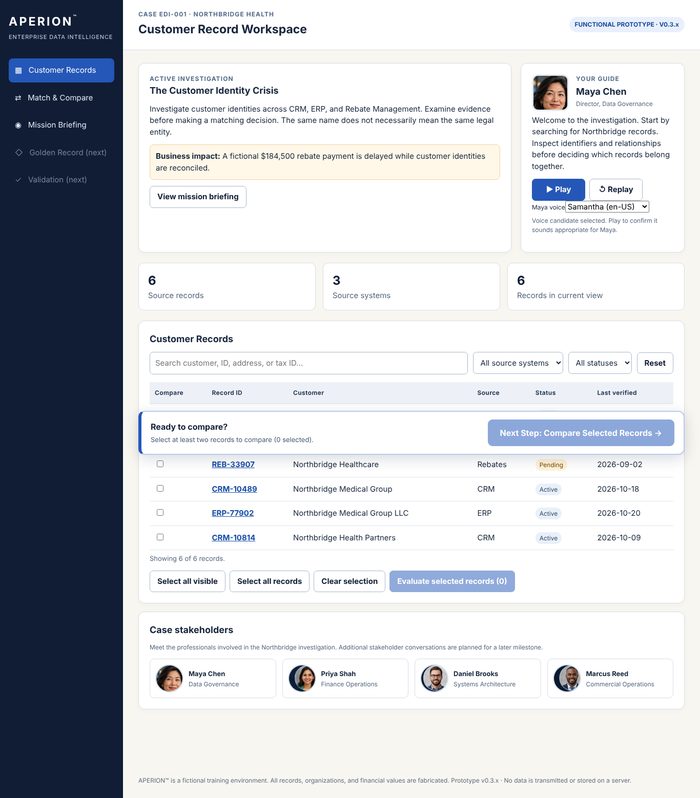 APERION™
ENTERPRISE DATA INTELLIGENCE
Customer Records
Match & Compare
Mission Briefing
Golden Record (next)
Validation (next)
CASE EDI-001 · NORTHBRIDGE HEALTH
Customer Record Workspace
FUNCTIONAL PROTOTYPE · V0.3.x
ACTIVE INVESTIGATION
The Customer Identity Crisis
Investigate customer identities across CRM, ERP, and Rebate Management. Examine evidence
before making a matching decision. The same name does not necessarily mean the same legal
entity.
Business impact: A fictional $184,500 rebate payment is delayed while customer identities
are reconciled.
View mission briefing
YOUR GUIDE
Maya Chen
Director, Data Governance
Welcome to the investigation. Start by
searching for Northbridge records.
Inspect identifiers and relationships
before deciding which records belong
together.
▶ Play
↺ Replay
Maya voice Samantha (en-US)
Voice candidate selected. Play to confirm it
sounds appropriate for Maya.
6
Source records
3
Source systems
6
Records in current view
Customer Records
Search customer, ID, address, or tax ID...
All source systems
All statuses
Reset
Compare Record ID Customer Source Status Last verified
Ready to compare?
Select at least two records to compare (0 selected).
Next Step: Compare Selected Records →
REB-33907 Northbridge Healthcare Rebates Pending 2026-09-02
CRM-10489 Northbridge Medical Group CRM Active 2026-10-18
ERP-77902 Northbridge Medical Group LLC ERP Active 2026-10-20
CRM-10814 Northbridge Health Partners CRM Active 2026-10-09
Showing 6 of 6 records.
Select all visible
Select all records
Clear selection
Evaluate selected records (0)
Case stakeholders
Meet the professionals involved in the Northbridge investigation. Additional stakeholder conversations are planned for a later milestone.
Maya Chen
Data Governance
Priya Shah
Finance Operations
Daniel Brooks
Systems Architecture
Marcus Reed
Commercial Operations
APERION™ is a fictional training environment. All records, organizations, and financial values are fabricated. Prototype v0.3.x · No data is transmitted or stored on a server.